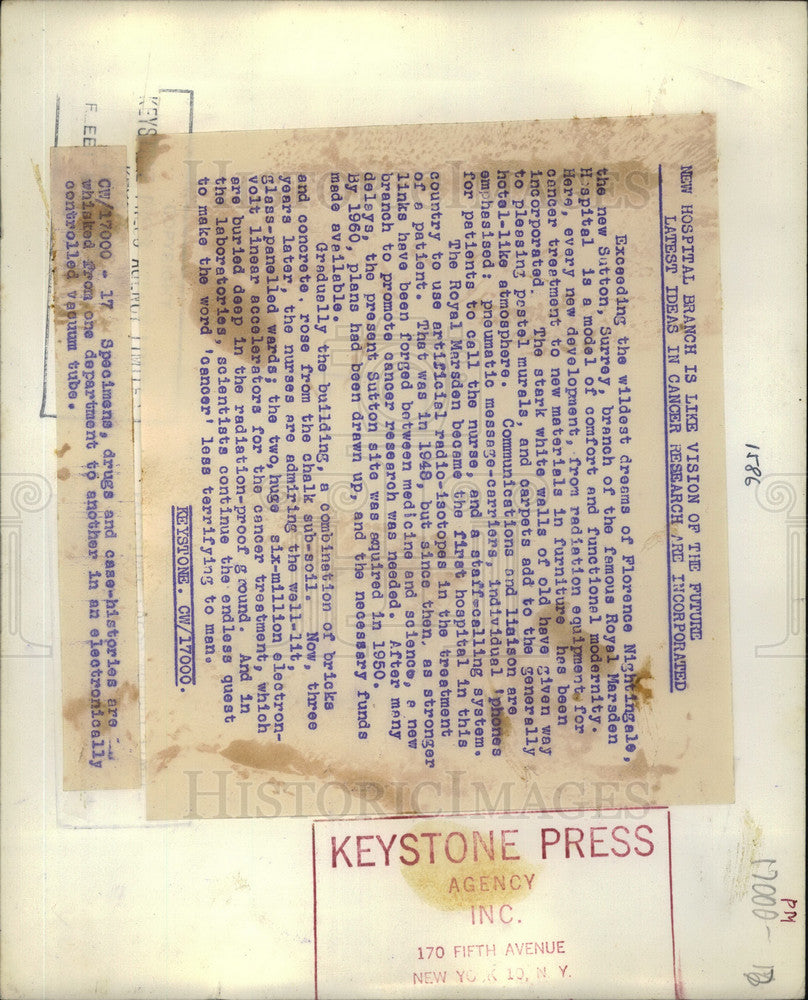 NEW HOSPITAL BRANCH IS LIKE VISION OF THE FUTURE
LATEST IDEAS IN CANCER RESEARCH ARE INCORPORATED
Exceeding the wildest dreams of Florence Nightingale,
the new Sutton, Surrey, branch of the famous Royal Marsden
Hospital is a model of comfort and functional modernity.
Here, every new development, from radiation equipment for
cancer treatment to new materials in furniture has been
incorporated. The stark white walls of old have given way
to pleasing pastel murals, and carpets add to the generally
hotel-like atmosphere. Communications and liaison are
emphasised; pneumatic message-carriers, individual 'phones
for patients to call the nurse, and a staff-calling system.
The Royal Marsden became the first hospital in this
country to use artificial radio-isotopes in the treatment
of a patient. That was in 1948, but since then, as stronger
links have been forged between medicine and science, a new
branch to promote cancer research was needed. After many
delays, the present Sutton site was aquired in 1950.
By 1960, plans had been drawn up, and the necessary funds
made available.
Gradually the building, a combination of bricks
and concrete, rose from the chalk sub-soil. Now, three
years later, the nurses are admiring the well-lit,
glass-panelled wards; the two, huge six-million electron-
volt linear accelerators for the cancer treatment, which
are buried deep in the radiation-proof ground. And in
the laboratories, scientists continue the endless quest
to make the word 'cancer' less terrifying to man.
KEYSTONE. CW/17000.
CW/17000 - 17 Specimens, drugs and case-histories are
whisked from one department to another in an electronically
controlled vacuum tube.
KEYS
1586
KEYSTONE PRESS
AGENCY
INC.
170 FIFTH AVENUE
NEW YO K 10, N. Y.
PM
HISTORIC IMAGES
HISTORIC IMAGES